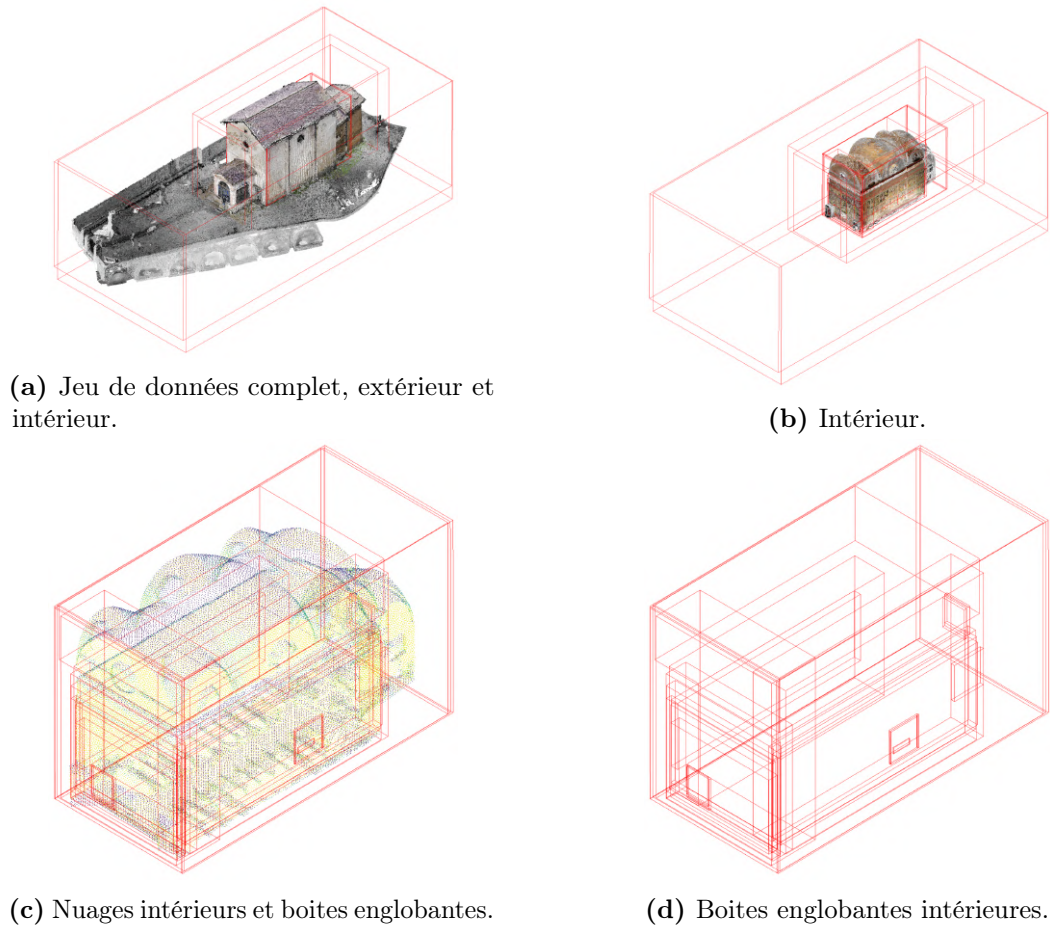 (a) Jeu de données complet, extérieur et
intérieur.
(b) Intérieur.
(c) Nuages intérieurs et boites englobantes.
(d) Boites englobantes intérieures.